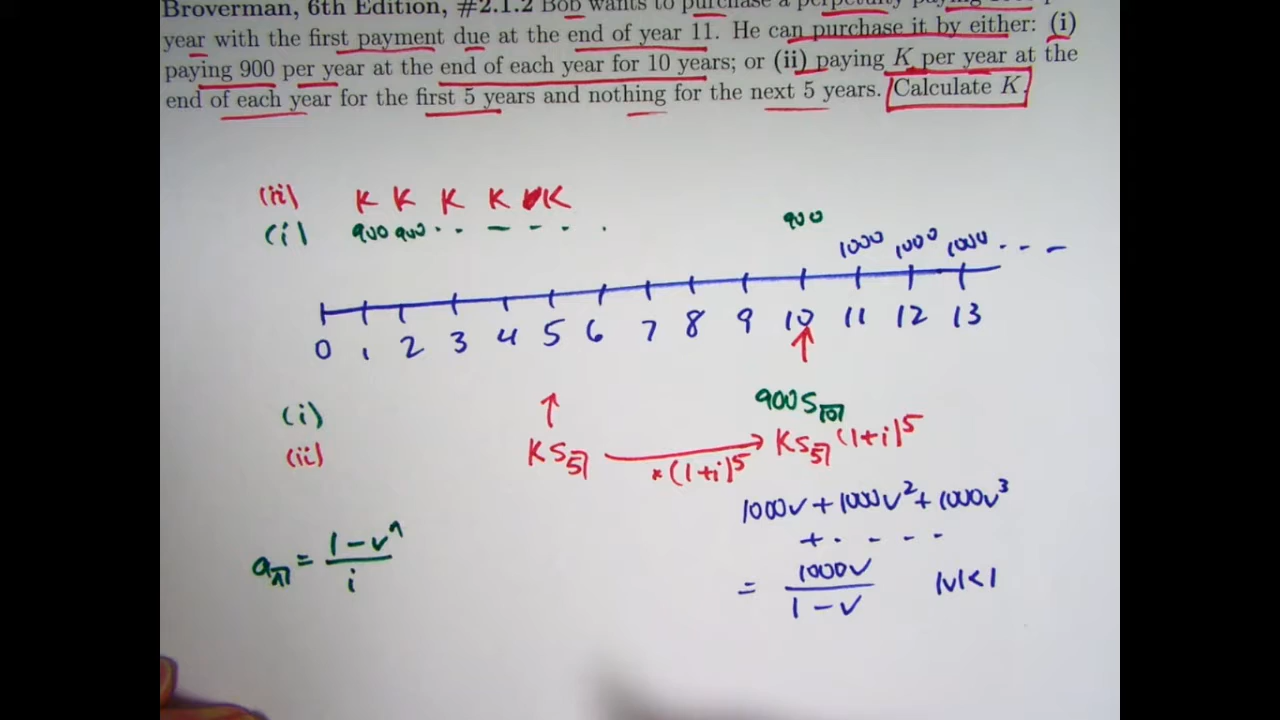 Broverman, 6th Edition, #2.1.2 Bob wants to purchase a perpetuity paying
year with the first payment due at the end of year 11. He can purchase it by either: (i)
paying 900 per year at the end of each year for 10 years; or (ii) paying K per year at the
end of each year for the first 5 years and nothing for the next 5 years. Calculate K.
(ii) K K K K K
(i) 900 900 . . — — . . 900
1000 1000 1000 . - - —
0 1 2 3 4 5 6 7 8 9 10 11 12 13
(i) ↑ 900 S10̅|
(ii) K S5̅| → *(1+i)^5 K S5̅| (1+i)^5
1000v + 1000v^2 + 1000v^3
+ . - - -
an̅| = (1 - v^n) / i
= 1000v / (1 - v) |v|<1